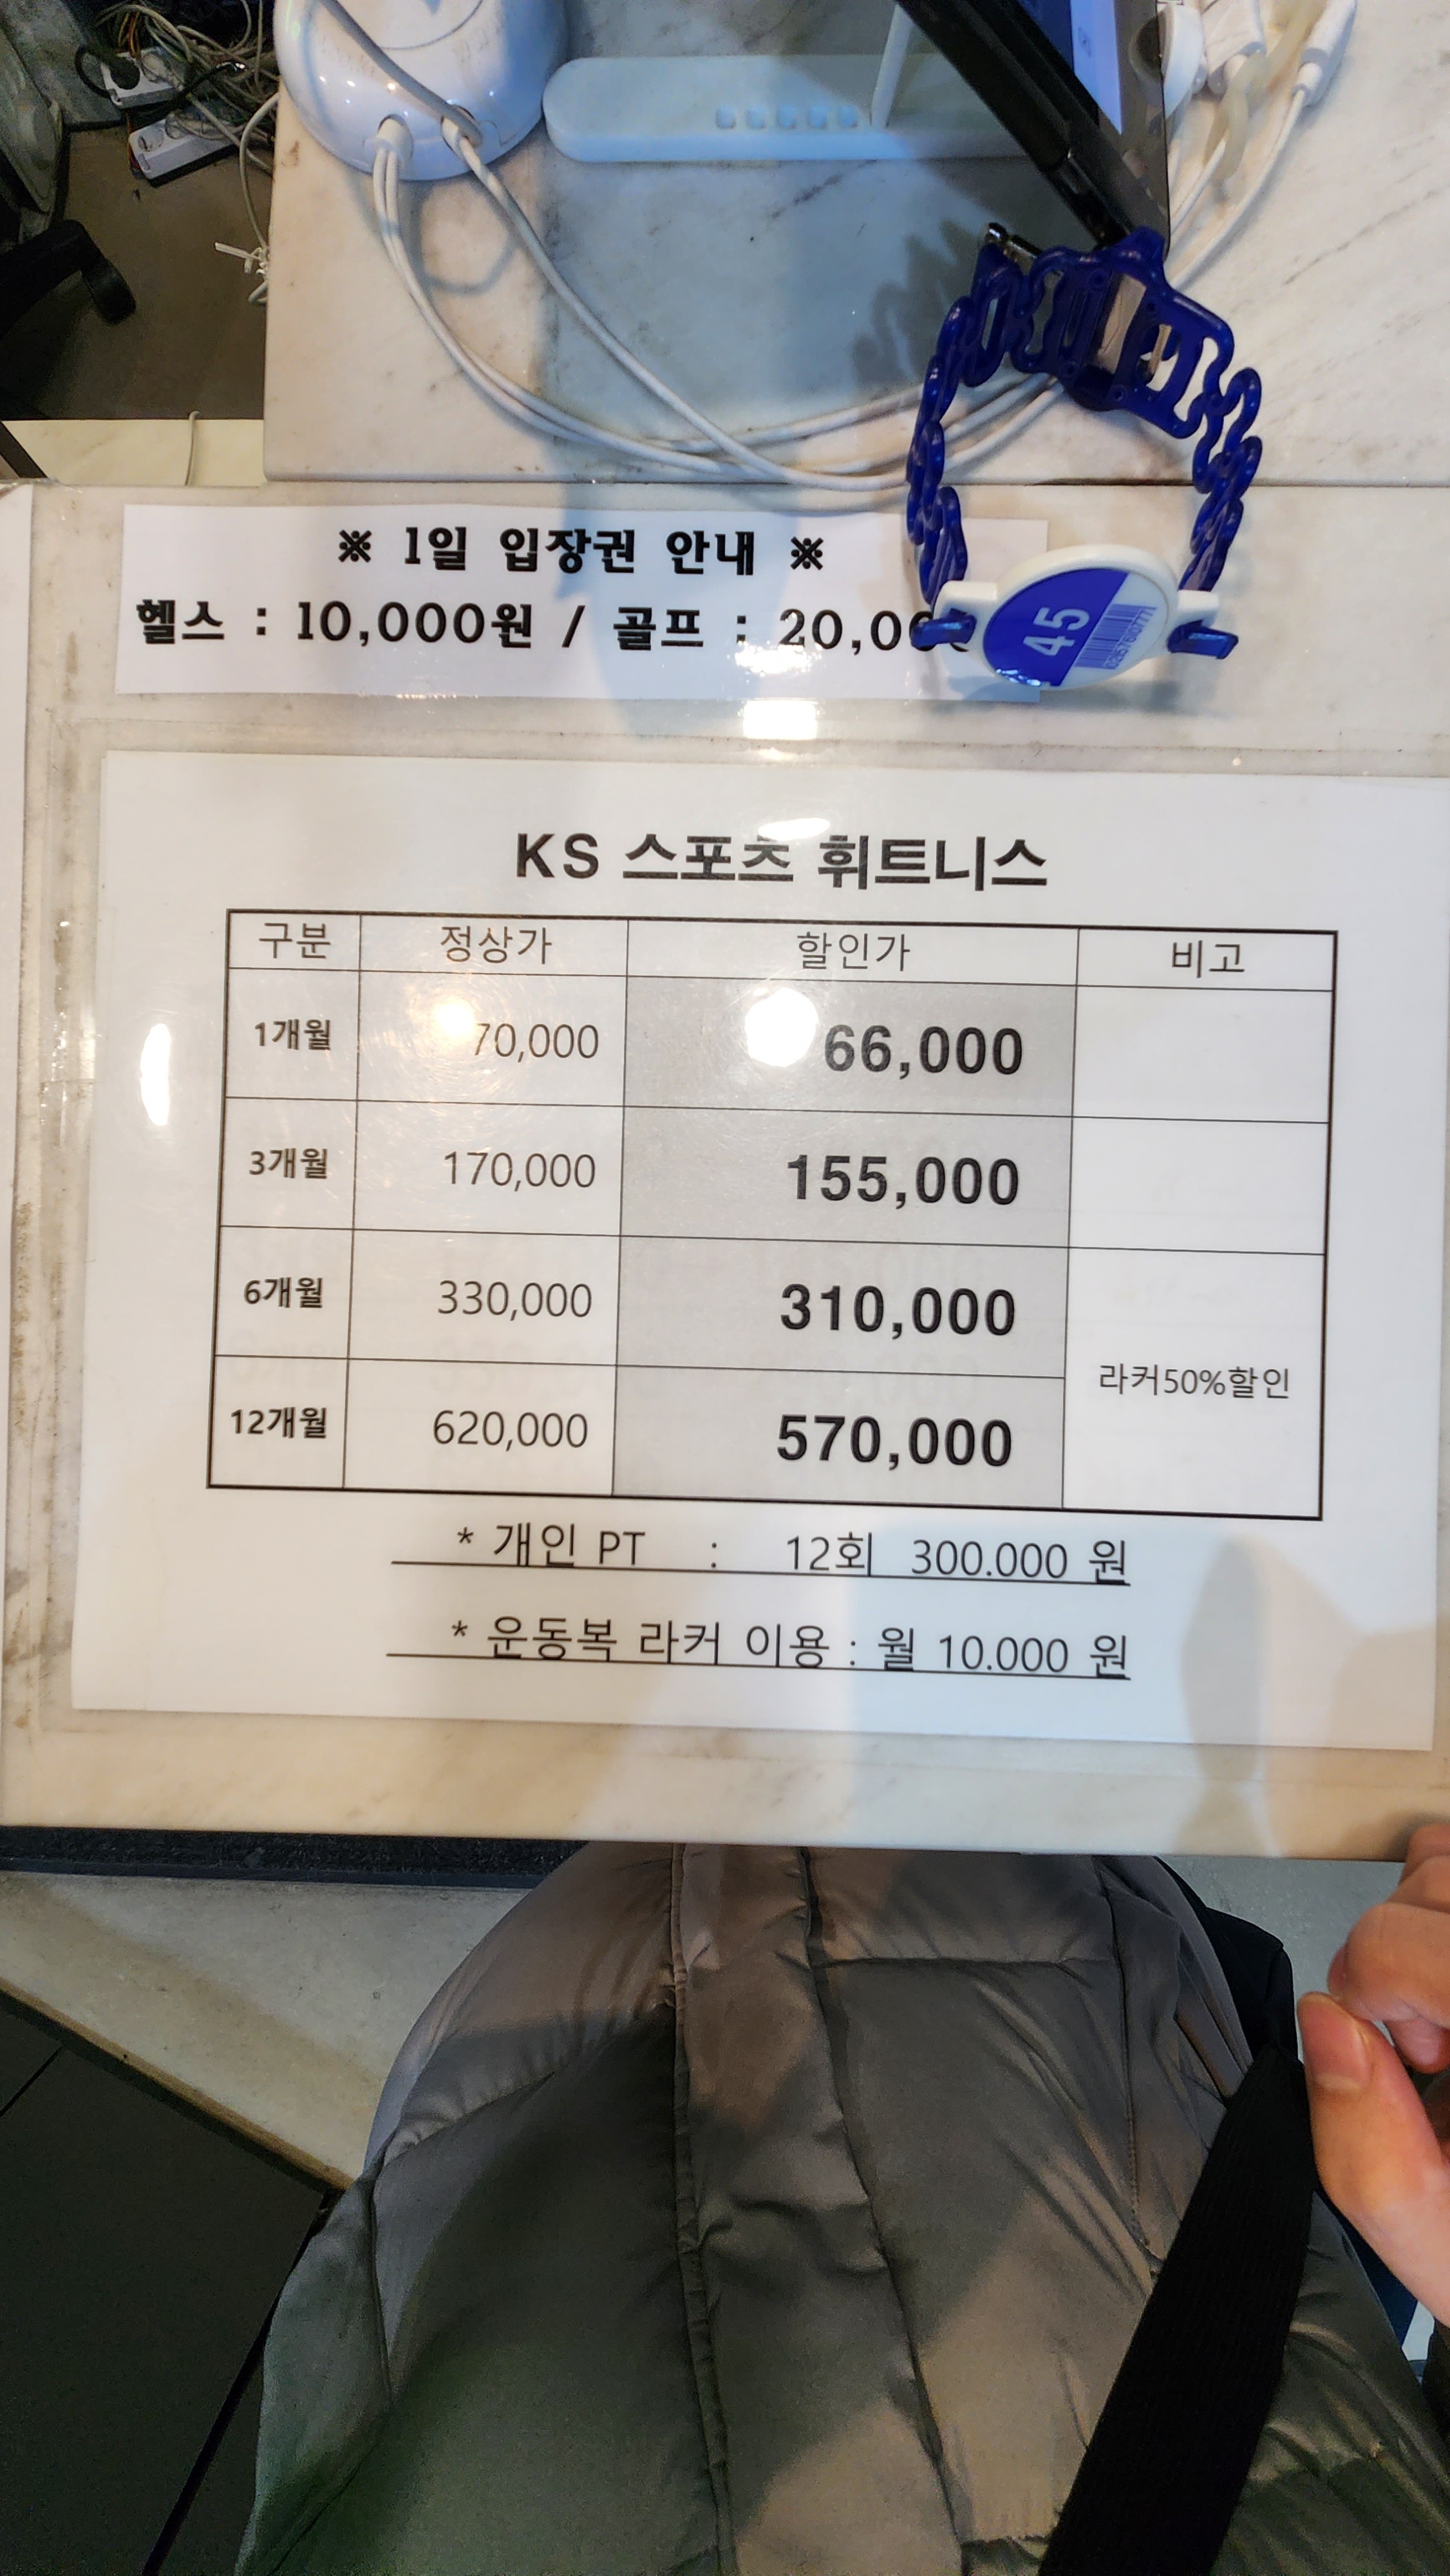 ※ 1일 입장권 안내 ※
헬스 : 10,000원 / 골프 :
45
KS 스포츠 휘트니스
구분 정상가 할인가 비고
1개월 70,000 66,000
3개월 170,000 155,000
6개월 330,000 310,000
라커50%할인
12개월 620,000 570,000
* 개인 PT : 12회 300.000 원
* 운동복 라커 이용 : 월 10.000 원